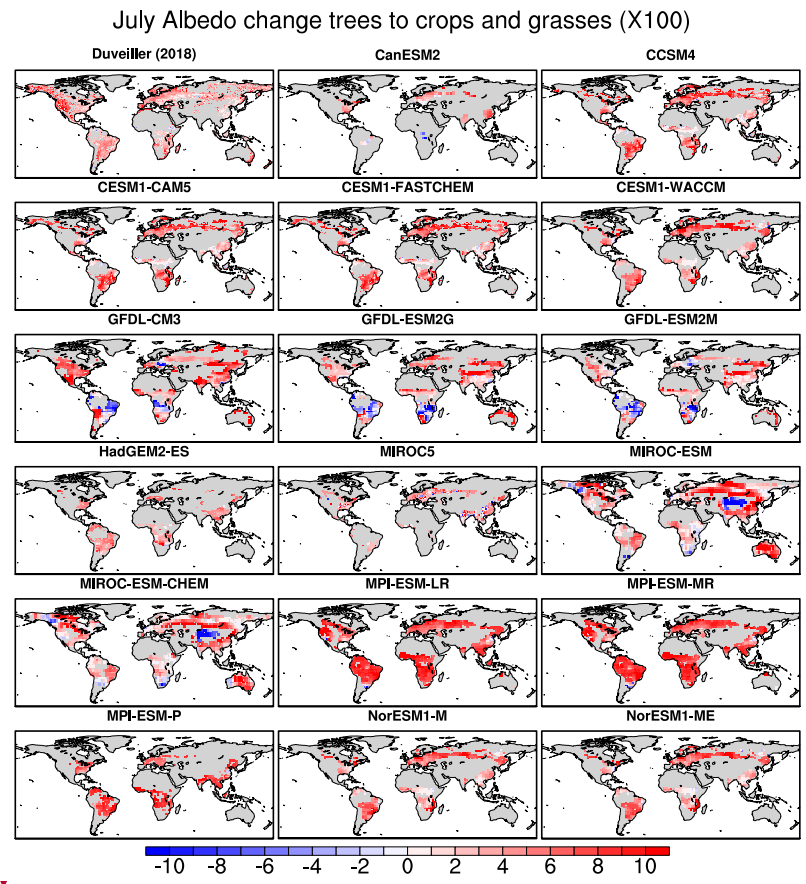 July Albedo change trees to crops and grasses (X100)
Duveiller (2018) CanESM2 CCSM4
CESM1-CAM5 CESM1-FASTCHEM CESM1-WACCM
GFDL-CM3 GFDL-ESM2G GFDL-ESM2M
HadGEM2-ES MIROC5 MIROC-ESM
MIROC-ESM-CHEM MPI-ESM-LR MPI-ESM-MR
MPI-ESM-P NorESM1-M NorESM1-ME
-10 -8 -6 -4 -2 0 2 4 6 8 10